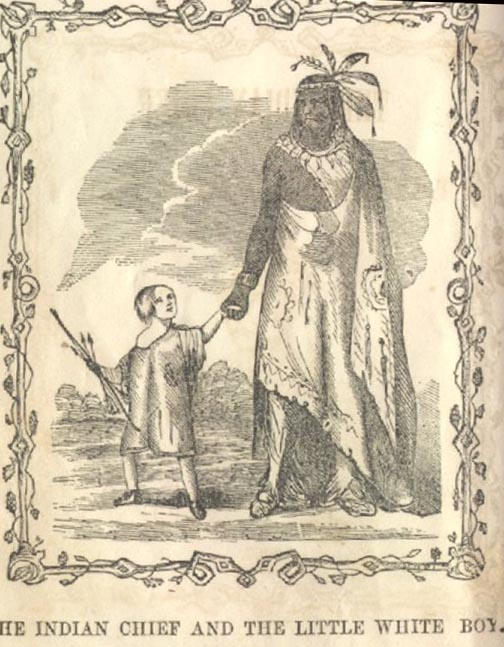 HE INDIAN CHIEF AND THE LITTLE WHITE BOY.